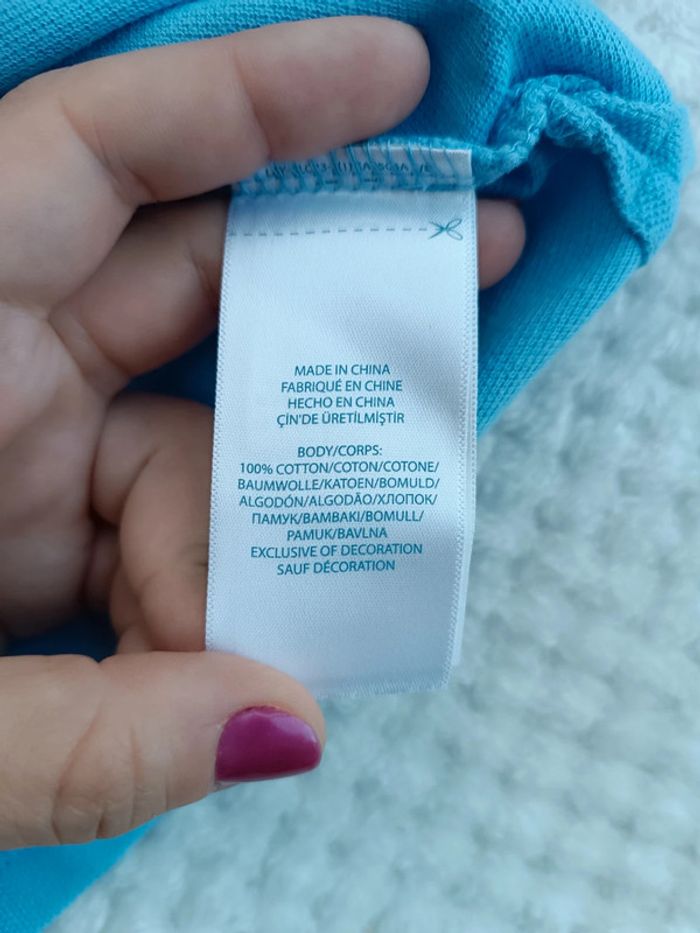 MADE IN CHINA
FABRIQUÉ EN CHINE
HECHO EN CHINA
ÇİN'DE ÜRETİLMİŞTİR
BODY/CORPS:
100% COTTON/COTON/COTONE/
BAUMWOLLE/KATOEN/BOMULD/
ALGODÓN/ALGODÃO/ХЛОПОК/
ПАМУК/BAMBAKI/BOMULL/
PAMUK/BAVLNA
EXCLUSIVE OF DECORATION
SAUF DÉCORATION